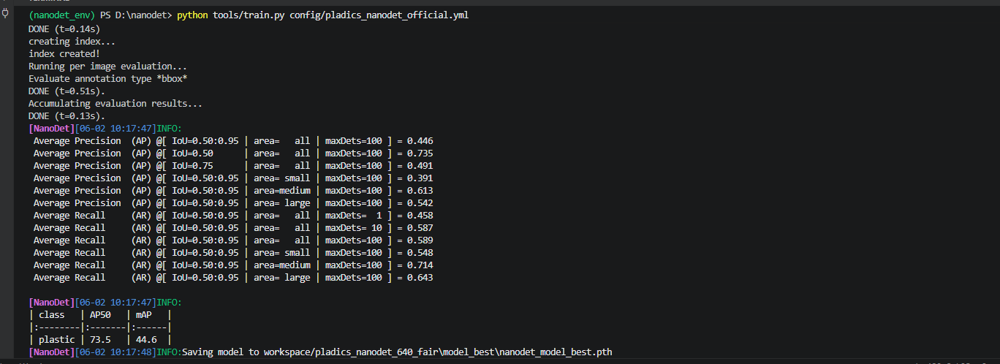 (nanodet_env) PS D:\nanodet> python tools/train.py config/pladics_nanodet_official.yml
DONE (t=0.14s)
creating index...
index created!
Running per image evaluation...
Evaluate annotation type *bbox*
DONE (t=0.51s).
Accumulating evaluation results...
DONE (t=0.13s).
[NanoDet][06-02 10:17:47]INFO:
 Average Precision  (AP) @[ IoU=0.50:0.95 | area=   all | maxDets=100 ] = 0.446
 Average Precision  (AP) @[ IoU=0.50      | area=   all | maxDets=100 ] = 0.735
 Average Precision  (AP) @[ IoU=0.75      | area=   all | maxDets=100 ] = 0.491
 Average Precision  (AP) @[ IoU=0.50:0.95 | area= small | maxDets=100 ] = 0.391
 Average Precision  (AP) @[ IoU=0.50:0.95 | area=medium | maxDets=100 ] = 0.613
 Average Precision  (AP) @[ IoU=0.50:0.95 | area= large | maxDets=100 ] = 0.542
 Average Recall     (AR) @[ IoU=0.50:0.95 | area=   all | maxDets=  1 ] = 0.458
 Average Recall     (AR) @[ IoU=0.50:0.95 | area=   all | maxDets= 10 ] = 0.587
 Average Recall     (AR) @[ IoU=0.50:0.95 | area=   all | maxDets=100 ] = 0.589
 Average Recall     (AR) @[ IoU=0.50:0.95 | area= small | maxDets=100 ] = 0.548
 Average Recall     (AR) @[ IoU=0.50:0.95 | area=medium | maxDets=100 ] = 0.714
 Average Recall     (AR) @[ IoU=0.50:0.95 | area= large | maxDets=100 ] = 0.643
[NanoDet][06-02 10:17:47]INFO:
| class   | AP50   | mAP   |
|:--------|:-------|:------|
| plastic | 73.5   | 44.6  |
[NanoDet][06-02 10:17:48]INFO:Saving model to workspace/pladics_nanodet_640_fair\model_best\nanodet_model_best.pth